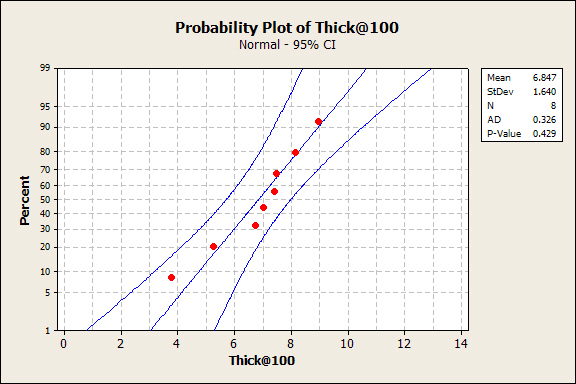 Probability Plot of Thick@100
Normal - 95% CI
Percent
99
95
90
80
70
60
50
40
30
20
10
5
1
0 2 4 6 8 10 12 14
Thick@100
Mean 6.847
StDev 1.640
N 8
AD 0.326
P-Value 0.429